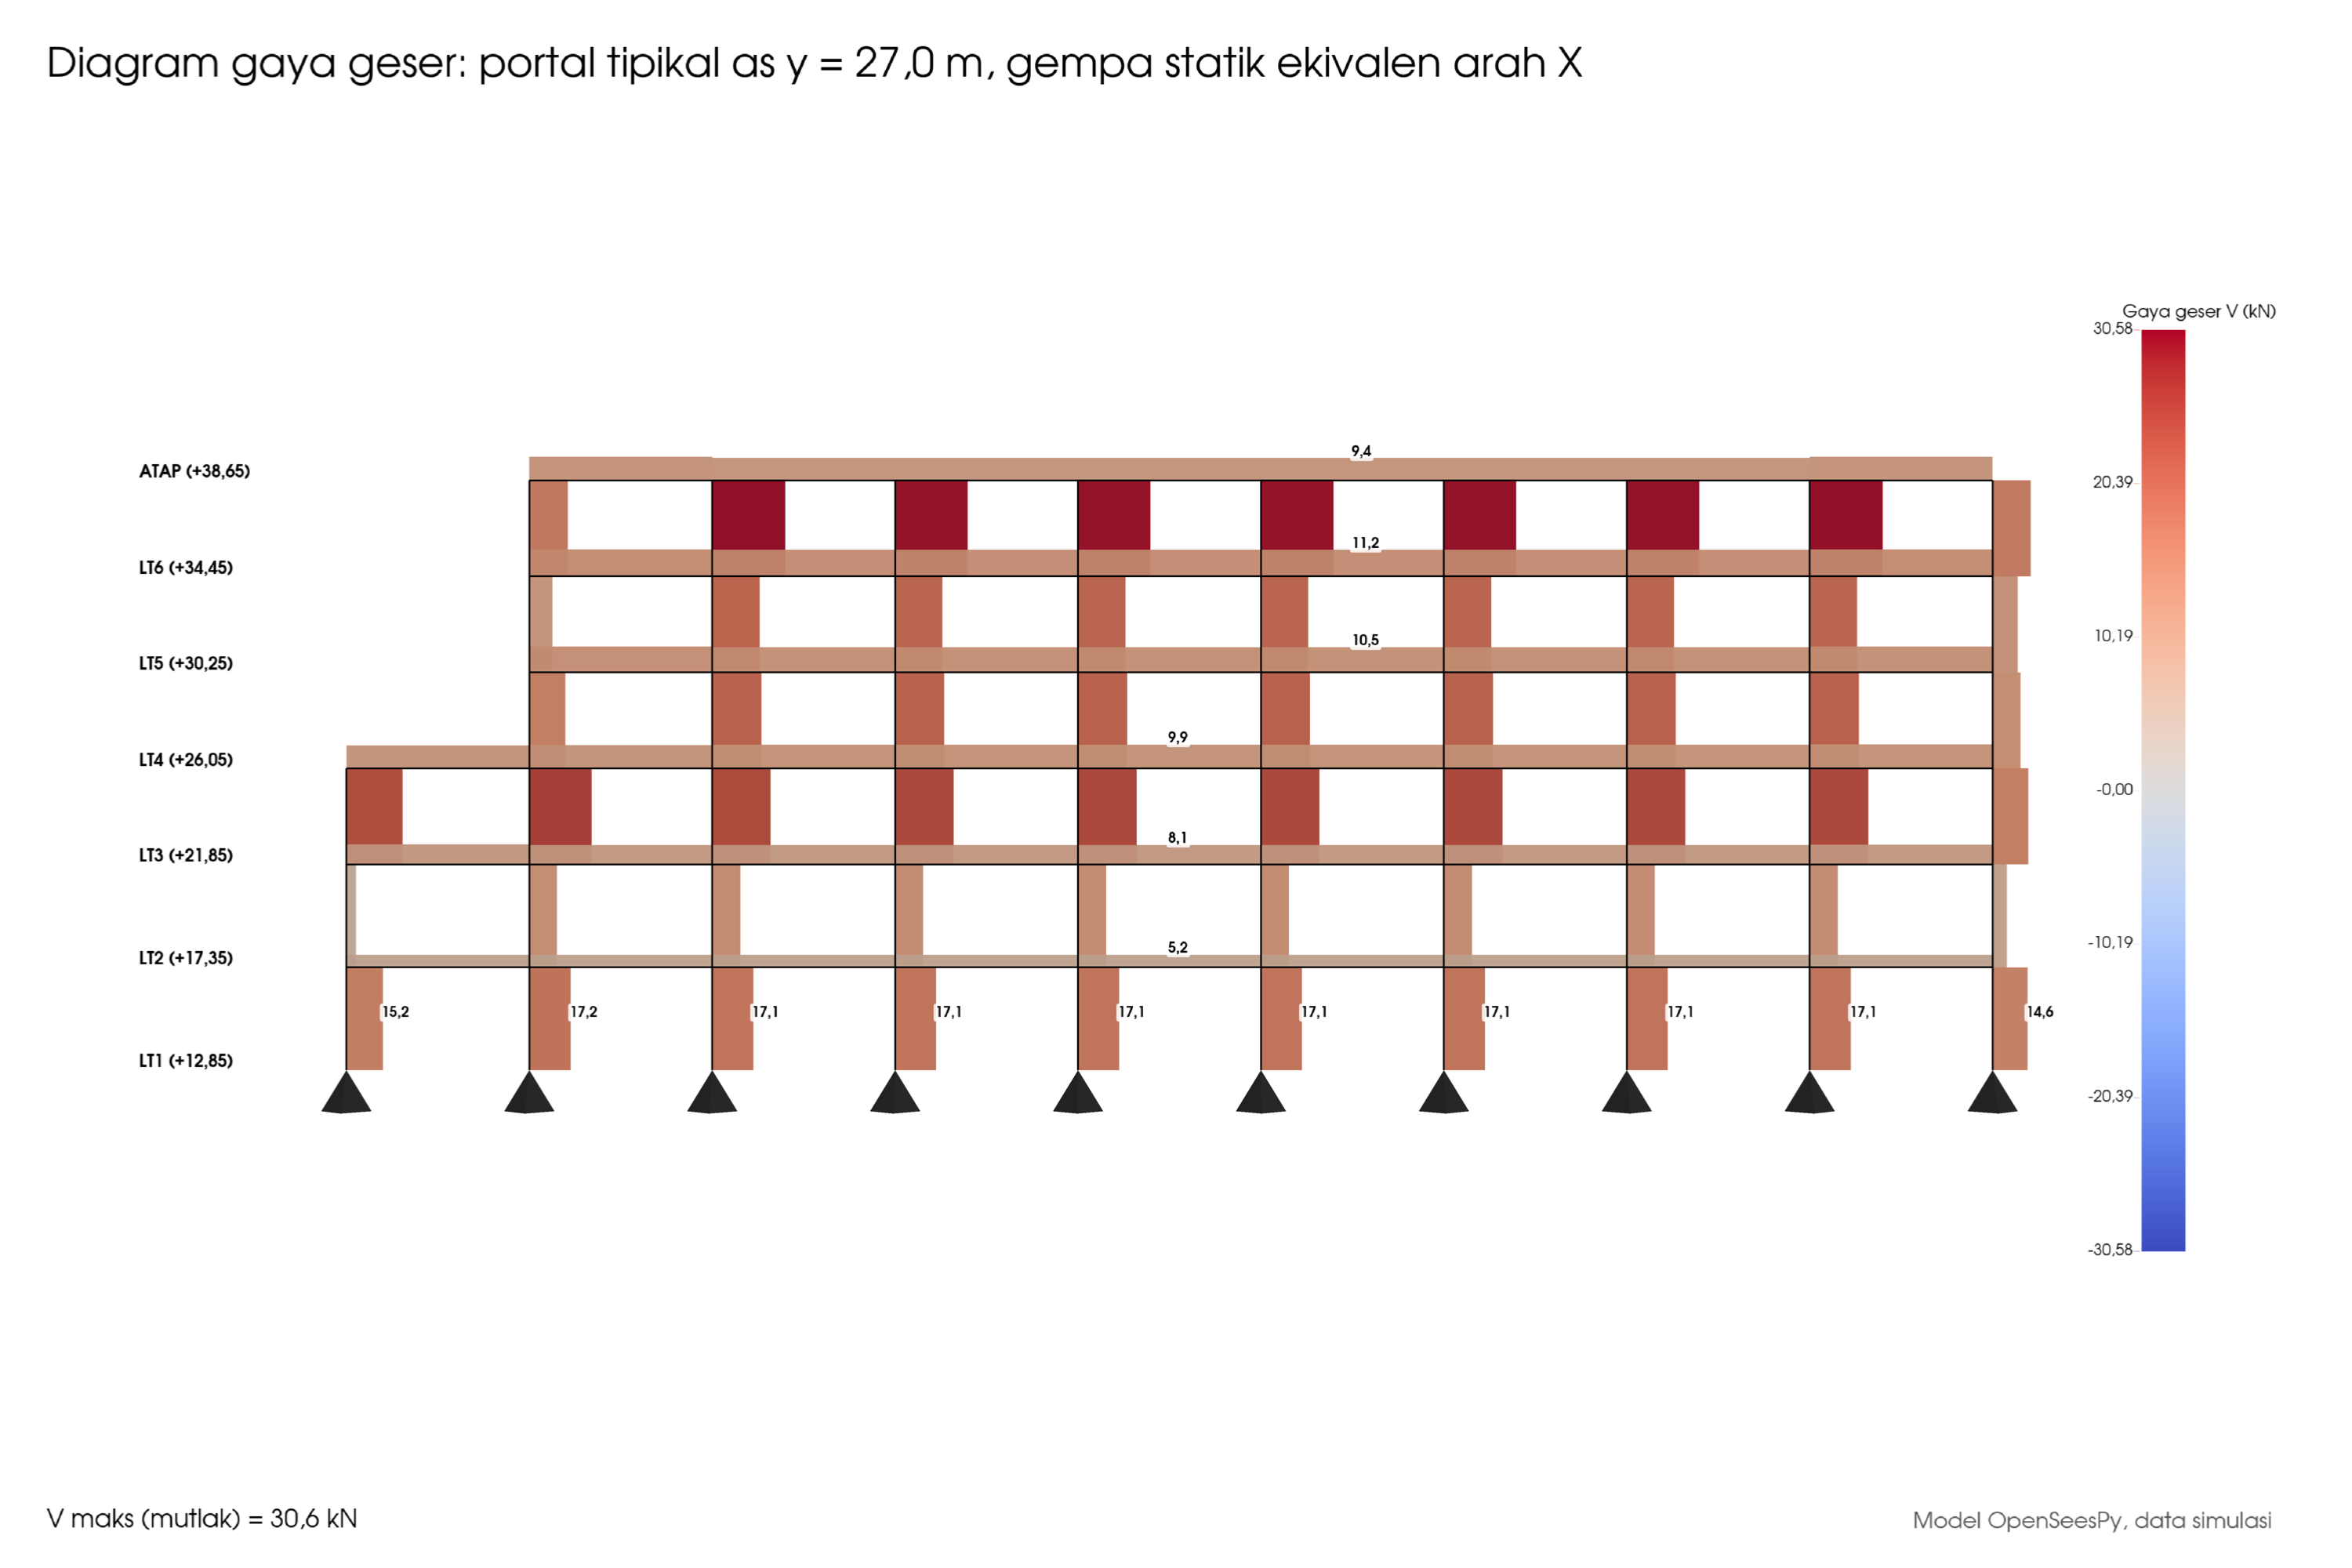 Diagram gaya geser: portal tipikal as y = 27,0 m, gempa statik ekivalen arah X
Gaya geser V (kN)
30,58
20,39
10,19
-0,00
-10,19
-20,39
-30,58
ATAP (+38,65)
9,4
LT6 (+34,45)
11,2
LT5 (+30,25)
10,5
LT4 (+26,05)
9,9
LT3 (+21,85)
8,1
LT2 (+17,35)
5,2
15,2 17,2 17,1 17,1 17,1 17,1 17,1 17,1 17,1 14,6
LT1 (+12,85)
V maks (mutlak) = 30,6 kN
Model OpenSeesPy, data simulasi